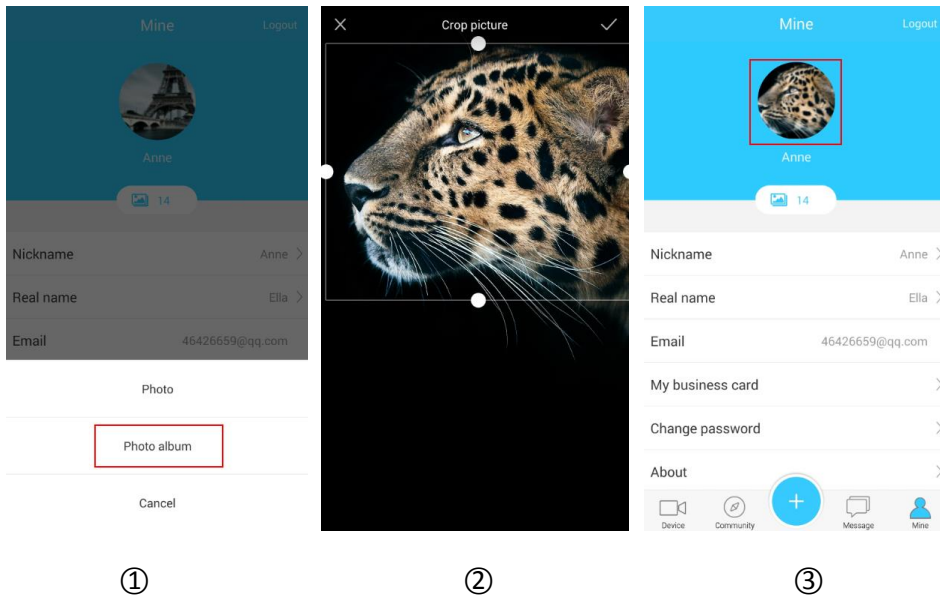 Mine Logout
Anne
14
Nickname Anne
Real name Ella
Email 46426659@qq.com
Photo
Photo album
Cancel
①
Crop picture
②
Mine Logout
Anne
14
Nickname Anne
Real name Ella
Email 46426659@qq.com
My business card
Change password
About
Device Community Message Mine
③